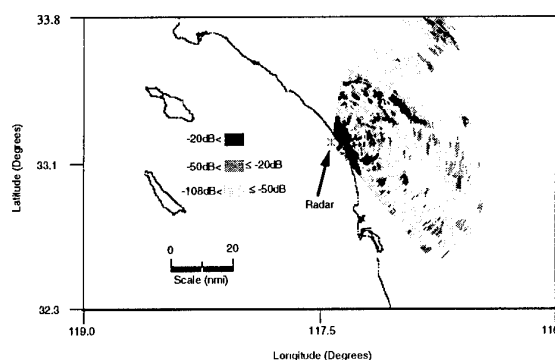 33.8
33.1
32.3
Latitude (Degrees)
-20dB<
-50dB< ≤ -20dB
-108dB< ≤ -50dB
Radar
0 20
Scale (nmi)
119.0 117.5 116
Longitude (Degrees)